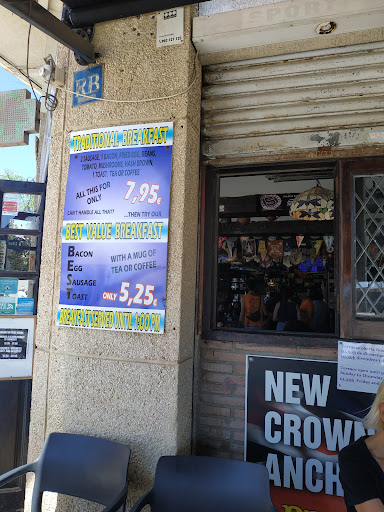 SPORT
RB
TRADITIONAL BREAKFAST
2 SAUSAGE, 1 BACON, FRIED EGG, BEANS,
TOMATO, MUSHROOMS, HASH BROWN,
1 TOAST. TEA OR COFFEE
ALL THIS FOR
ONLY
7,95€
CAN'T HANDLE ALL THAT?
...THEN TRY OUR
BEST VALUE BREAKFAST
BACON
EGG
SAUSAGE
TOAST
WITH A MUG OF
TEA OR COFFEE
ONLY 5,25€
BREAKFAST SERVED UNTIL
NEW
CROWN
ANCH